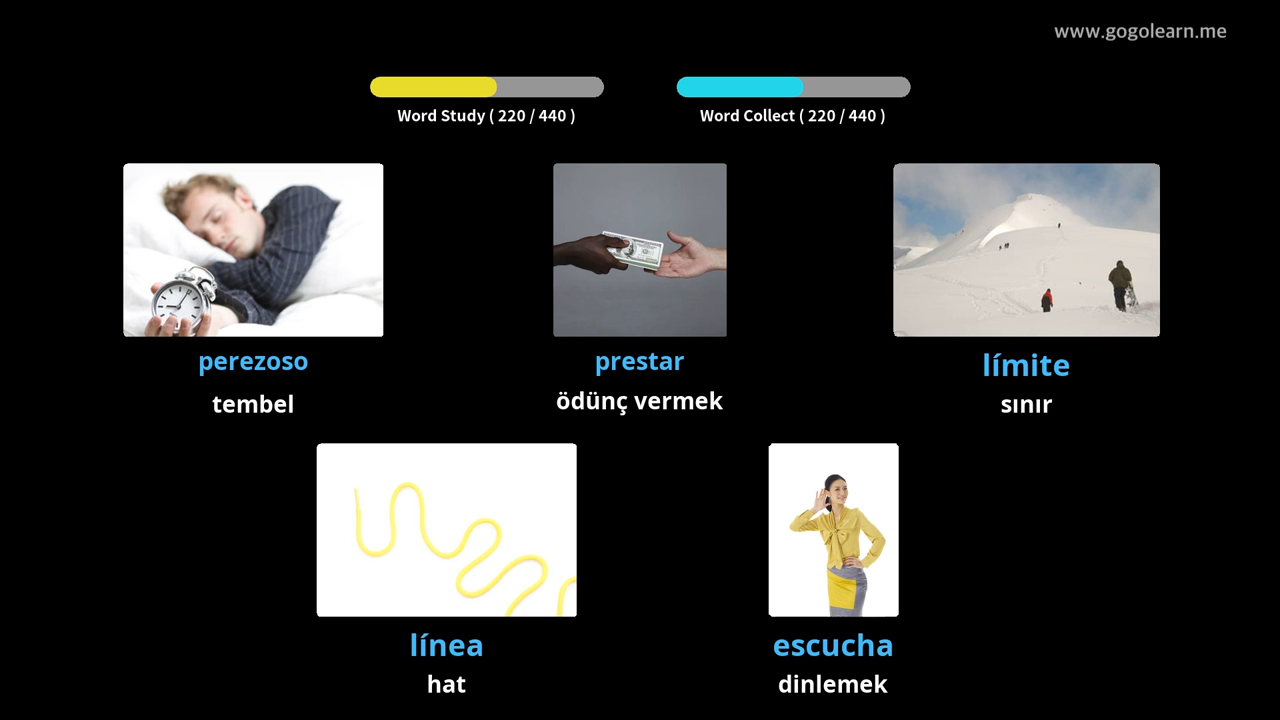 www.gogolearn.me
Word Study ( 220 / 440 )
Word Collect ( 220 / 440 )
perezoso
tembel
prestar
ödünç vermek
límite
sınır
línea
hat
escucha
dinlemek